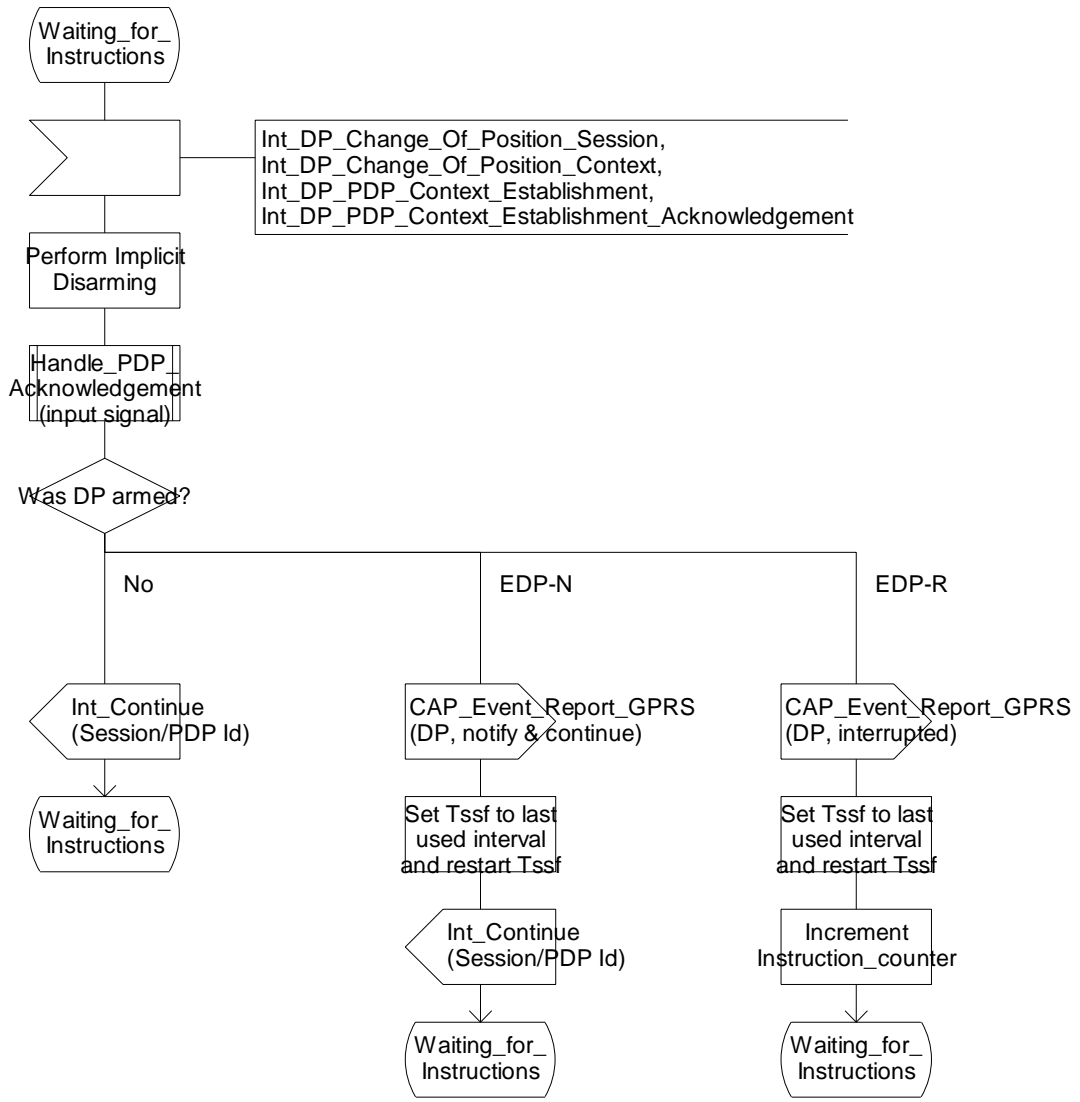 Waiting_for_
Instructions
Int_DP_Change_Of_Position_Session,
Int_DP_Change_Of_Position_Context,
Int_DP_PDP_Context_Establishment,
Int_DP_PDP_Context_Establishment_Acknowledgement
Perform Implicit
Disarming
Handle_PDP_
Acknowledgement
(input signal)
Was DP armed?
No
Int_Continue
(Session/PDP Id)
Waiting_for_
Instructions
EDP-N
CAP_Event_Report_GPRS
(DP, notify & continue)
Set Tssf to last
used interval
and restart Tssf
Int_Continue
(Session/PDP Id)
Waiting_for_
Instructions
EDP-R
CAP_Event_Report_GPRS
(DP, interrupted)
Set Tssf to last
used interval
and restart Tssf
Increment
Instruction_counter
Waiting_for_
Instructions